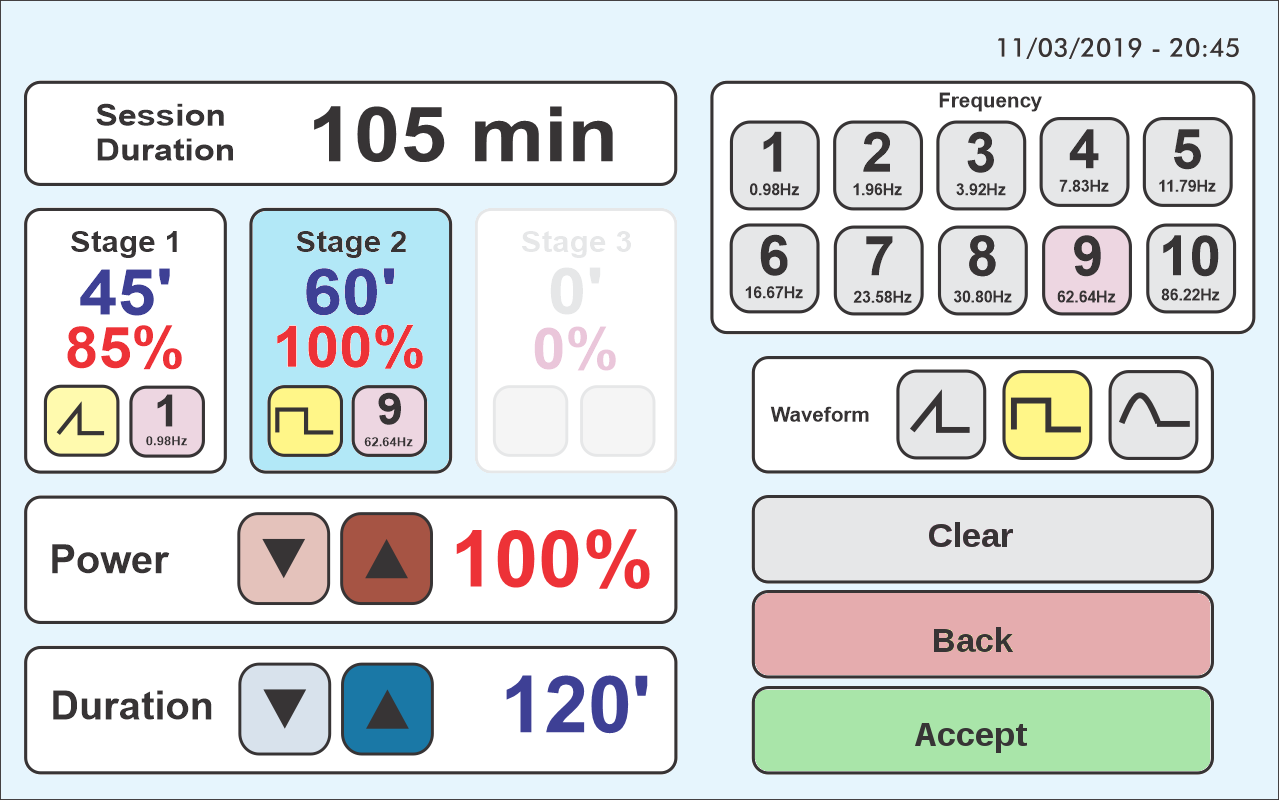 11/03/2019 - 20:45
Session
Duration
105 min
Frequency
1 2 3 4 5
0.98Hz 1.96Hz 3.92Hz 7.83Hz 11.79Hz
6 7 8 9 10
16.67Hz 23.58Hz 30.80Hz 62.64Hz 86.22Hz
Stage 1
45'
85%
1
0.98Hz
Stage 2
60'
100%
9
62.64Hz
Stage 3
0'
0%
Waveform
Power 100%
Duration 120'
Clear
Back
Accept